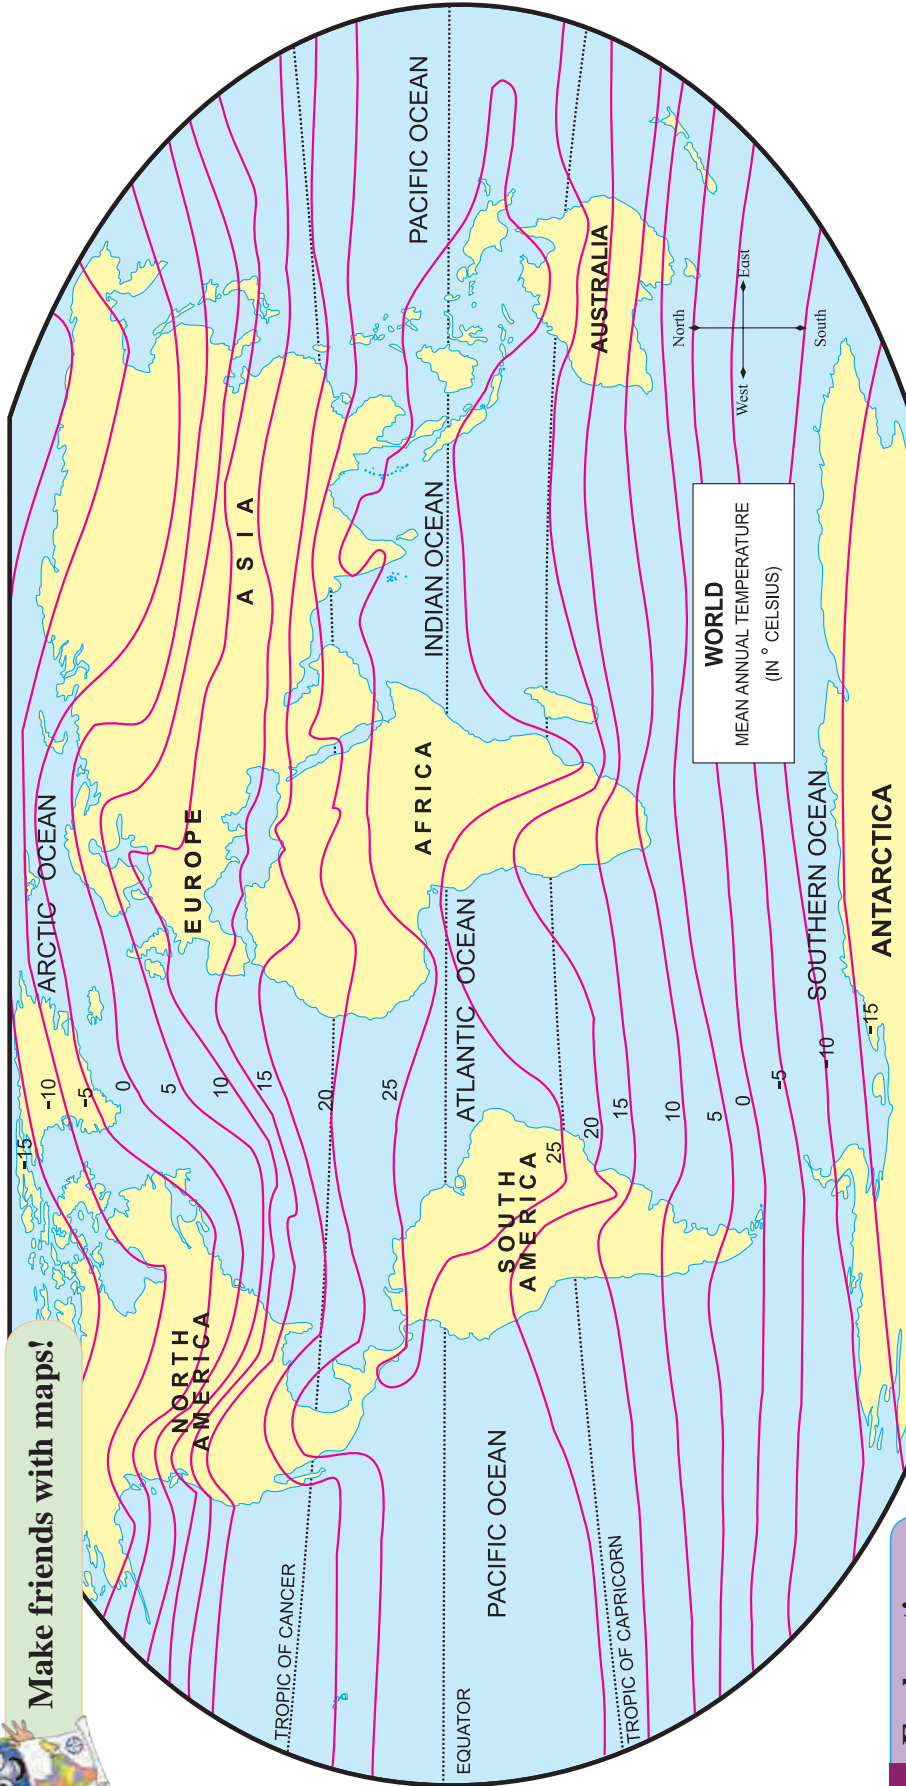 Make friends with maps!
ARCTIC OCEAN
-15
-10
-5
0
5
10
15
20
25
NORTH
AMERICA
EUROPE
A S I A
PACIFIC OCEAN
TROPIC OF CANCER
AFRICA
ATLANTIC OCEAN
INDIAN OCEAN
EQUATOR
PACIFIC OCEAN
SOUTH
AMERICA
AUSTRALIA
TROPIC OF CAPRICORN
25
20
15
10
5
0
-5
-10
-15
North
West
East
South
WORLD
MEAN ANNUAL TEMPERATURE
(IN ° CELSIUS)
SOUTHERN OCEAN
ANTARCTICA